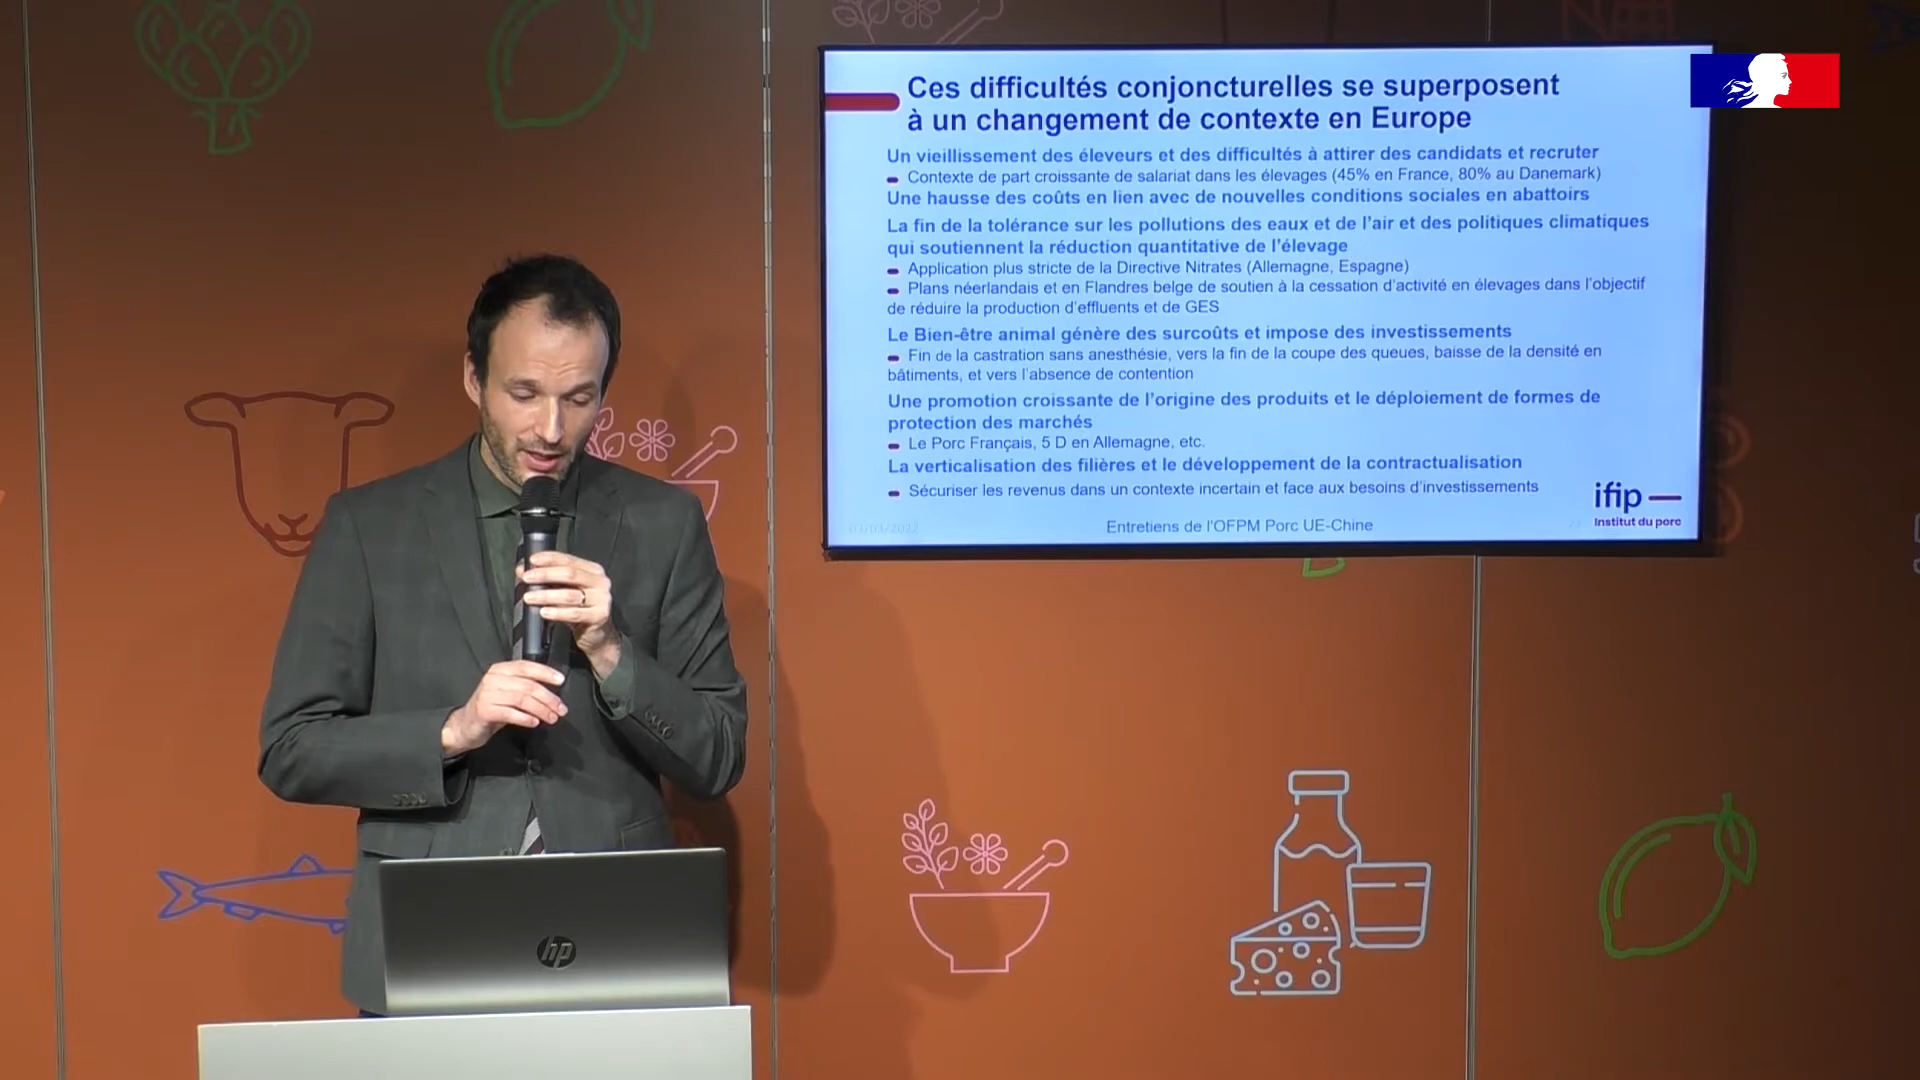 Ces difficultés conjoncturelles se superposent
à un changement de contexte en Europe
Un vieillissement des éleveurs et des difficultés à attirer des candidats et recruter
Contexte de part croissante de salariat dans les élevages (45% en France, 80% au Danemark)
Une hausse des coûts en lien avec de nouvelles conditions sociales en abattoirs
La fin de la tolérance sur les pollutions des eaux et de l'air et des politiques climatiques
qui soutiennent la réduction quantitative de l'élevage
Application plus stricte de la Directive Nitrates (Allemagne, Espagne)
Plans néerlandais et en Flandres belge de soutien à la cessation d'activité en élevages dans l'objectif
de réduire la production d'effluents et de GES
Le Bien-être animal génère des surcoûts et impose des investissements
Fin de la castration sans anesthésie, vers la fin de la coupe des queues, baisse de la densité en
bâtiments, et vers l'absence de contention
Une promotion croissante de l'origine des produits et le déploiement de formes de
protection des marchés
Le Porc Français, 5 D en Allemagne, etc.
La verticalisation des filières et le développement de la contractualisation
Sécuriser les revenus dans un contexte incertain et face aux besoins d'investissements
ifip
Institut du porc
Entretiens de l'OFPM Porc UE-Chine
hp